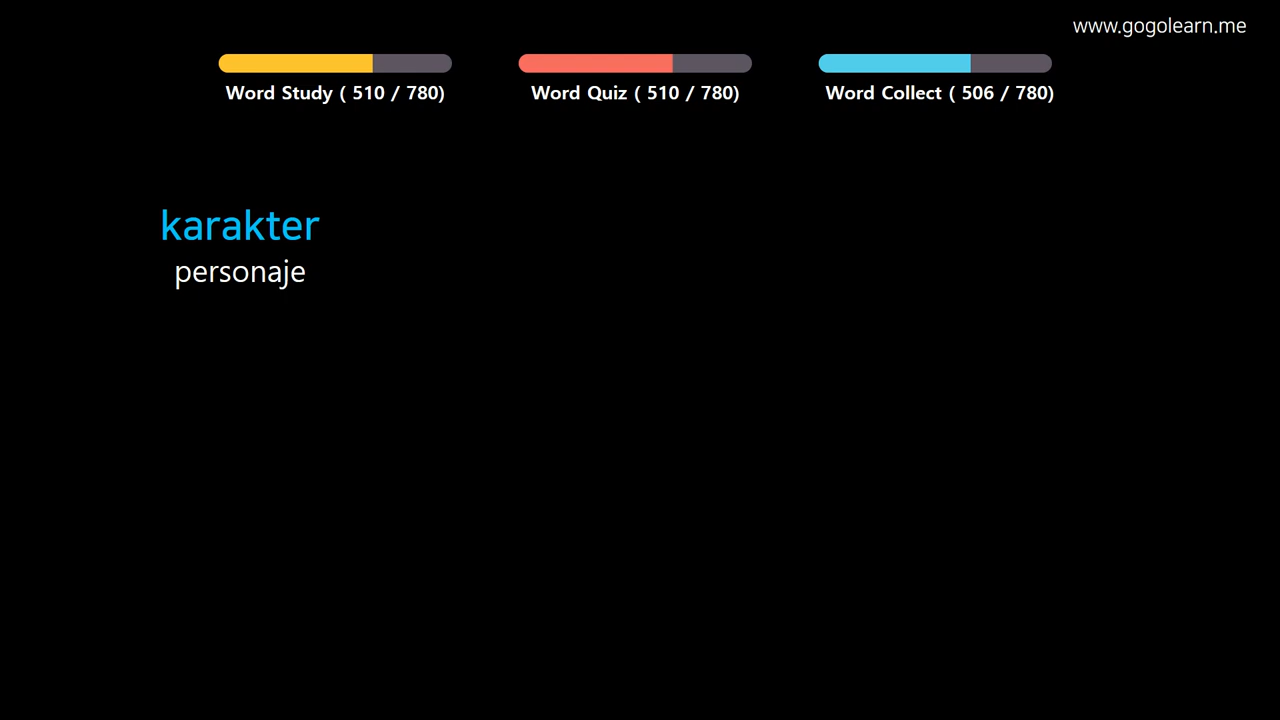 www.gogolearn.me
Word Study ( 510 / 780)
Word Quiz ( 510 / 780)
Word Collect ( 506 / 780)
karakter
personaje